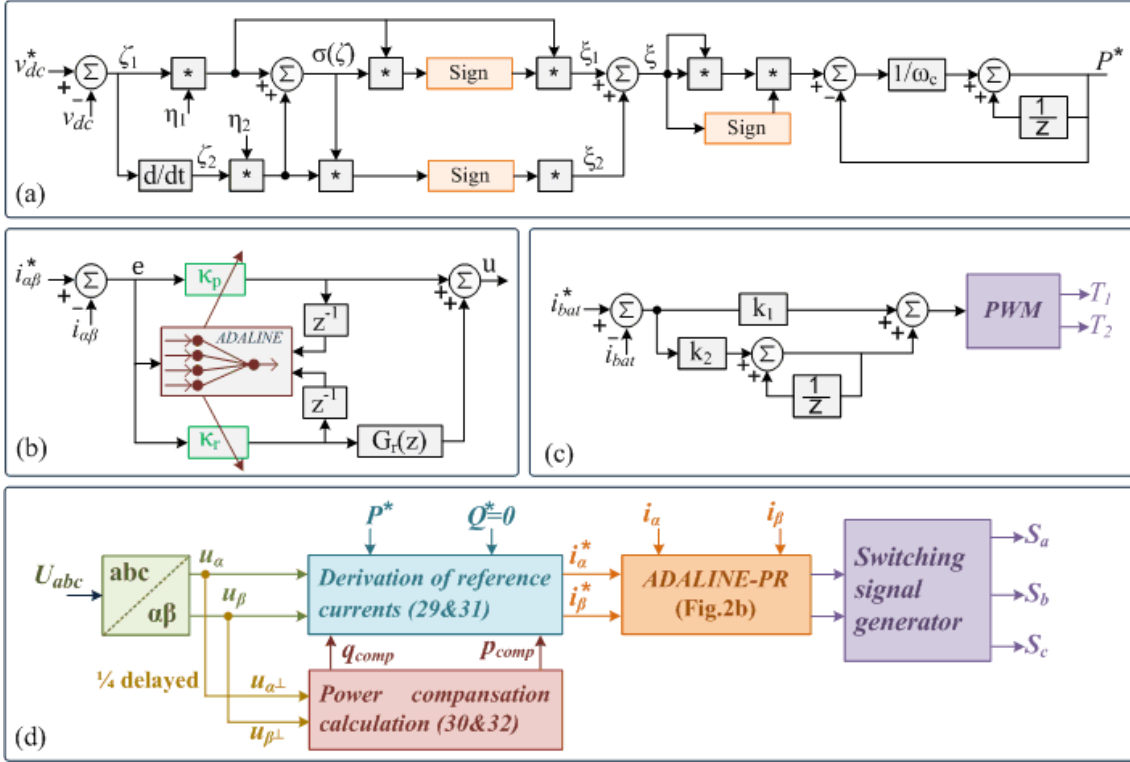 v*dc Σ ζ1 * Σ σ(ζ) * Sign * ξ1 Σ ξ * * Σ 1/ωc Σ P*
+ − + + + + + − + +
vdc η1 η2 Sign 1/z
d/dt ζ2 * * Sign * ξ2
(a)
i*αβ Σ e κp Σ u
+ − + +
iαβ z⁻¹
ADALINE
z⁻¹
κr Gr(z)
(b)
i*bat Σ k1 Σ PWM T1
+ − + + T2
ibat k2 Σ
+ +
1/z
(c)
P* Q*=0 iα iβ
Uabc abc uα Derivation of reference i*α ADALINE-PR Switching Sa
αβ uβ currents (29&31) i*β (Fig.2b) signal Sb
generator Sc
qcomp pcomp
¼ delayed uα⊥ Power compansation
uβ⊥ calculation (30&32)
(d)